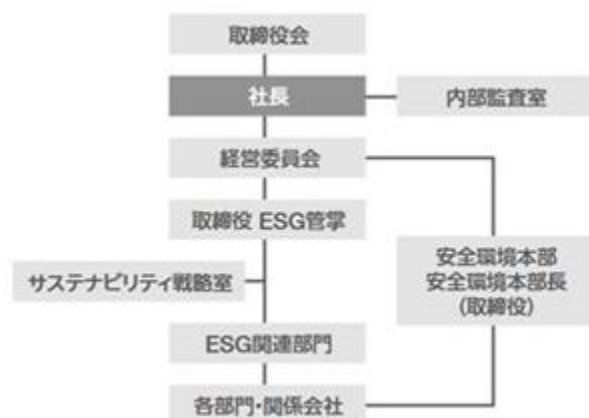 取締役会
社長
内部監査室
経営委員会
取締役 ESG管掌
安全環境本部
安全環境本部長
(取締役)
サステナビリティ戦略室
ESG関連部門
各部門・関係会社